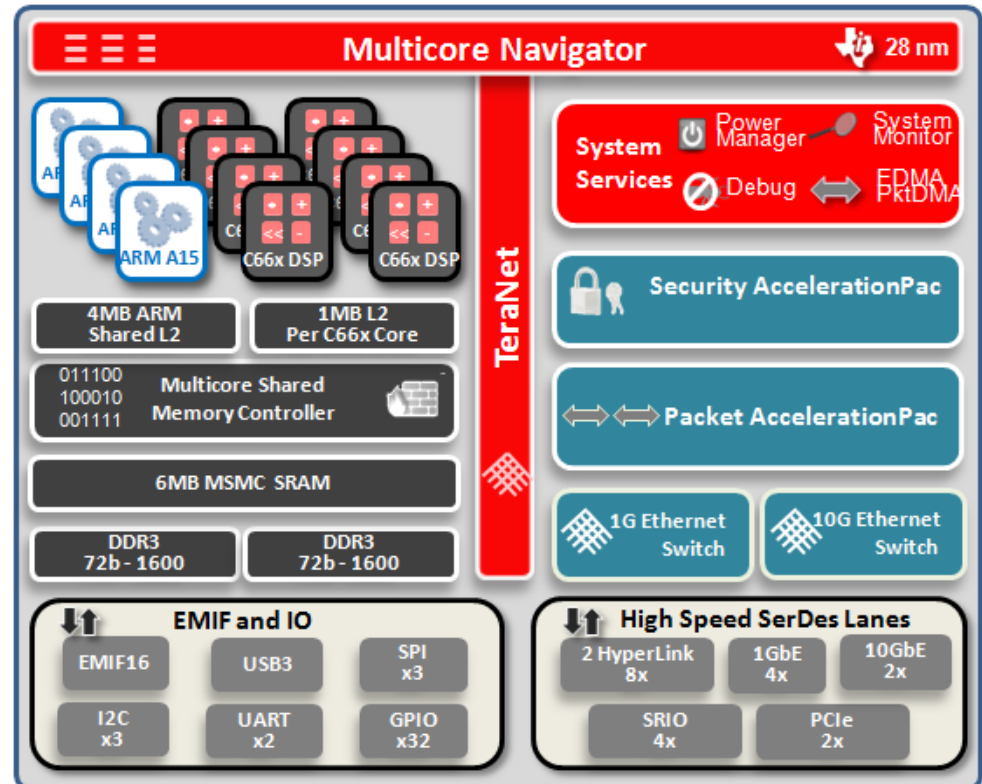 Multicore Navigator
28 nm
TeraNet
ARM A15
C66x DSP
C66x DSP
4MB ARM
Shared L2
1MB L2
Per C66x Core
011100
100010
001111
Multicore Shared
Memory Controller
6MB MSMC SRAM
DDR3
72b - 1600
DDR3
72b - 1600
System
Services
Power
Manager
System
Monitor
Debug
EDMA
PktDMA
Security AccelerationPac
Packet AccelerationPac
1G Ethernet
Switch
10G Ethernet
Switch
EMIF and IO
EMIF16
USB3
SPI
x3
I2C
x3
UART
x2
GPIO
x32
High Speed SerDes Lanes
2 HyperLink
8x
1GbE
4x
10GbE
2x
SRIO
4x
PCIe
2x